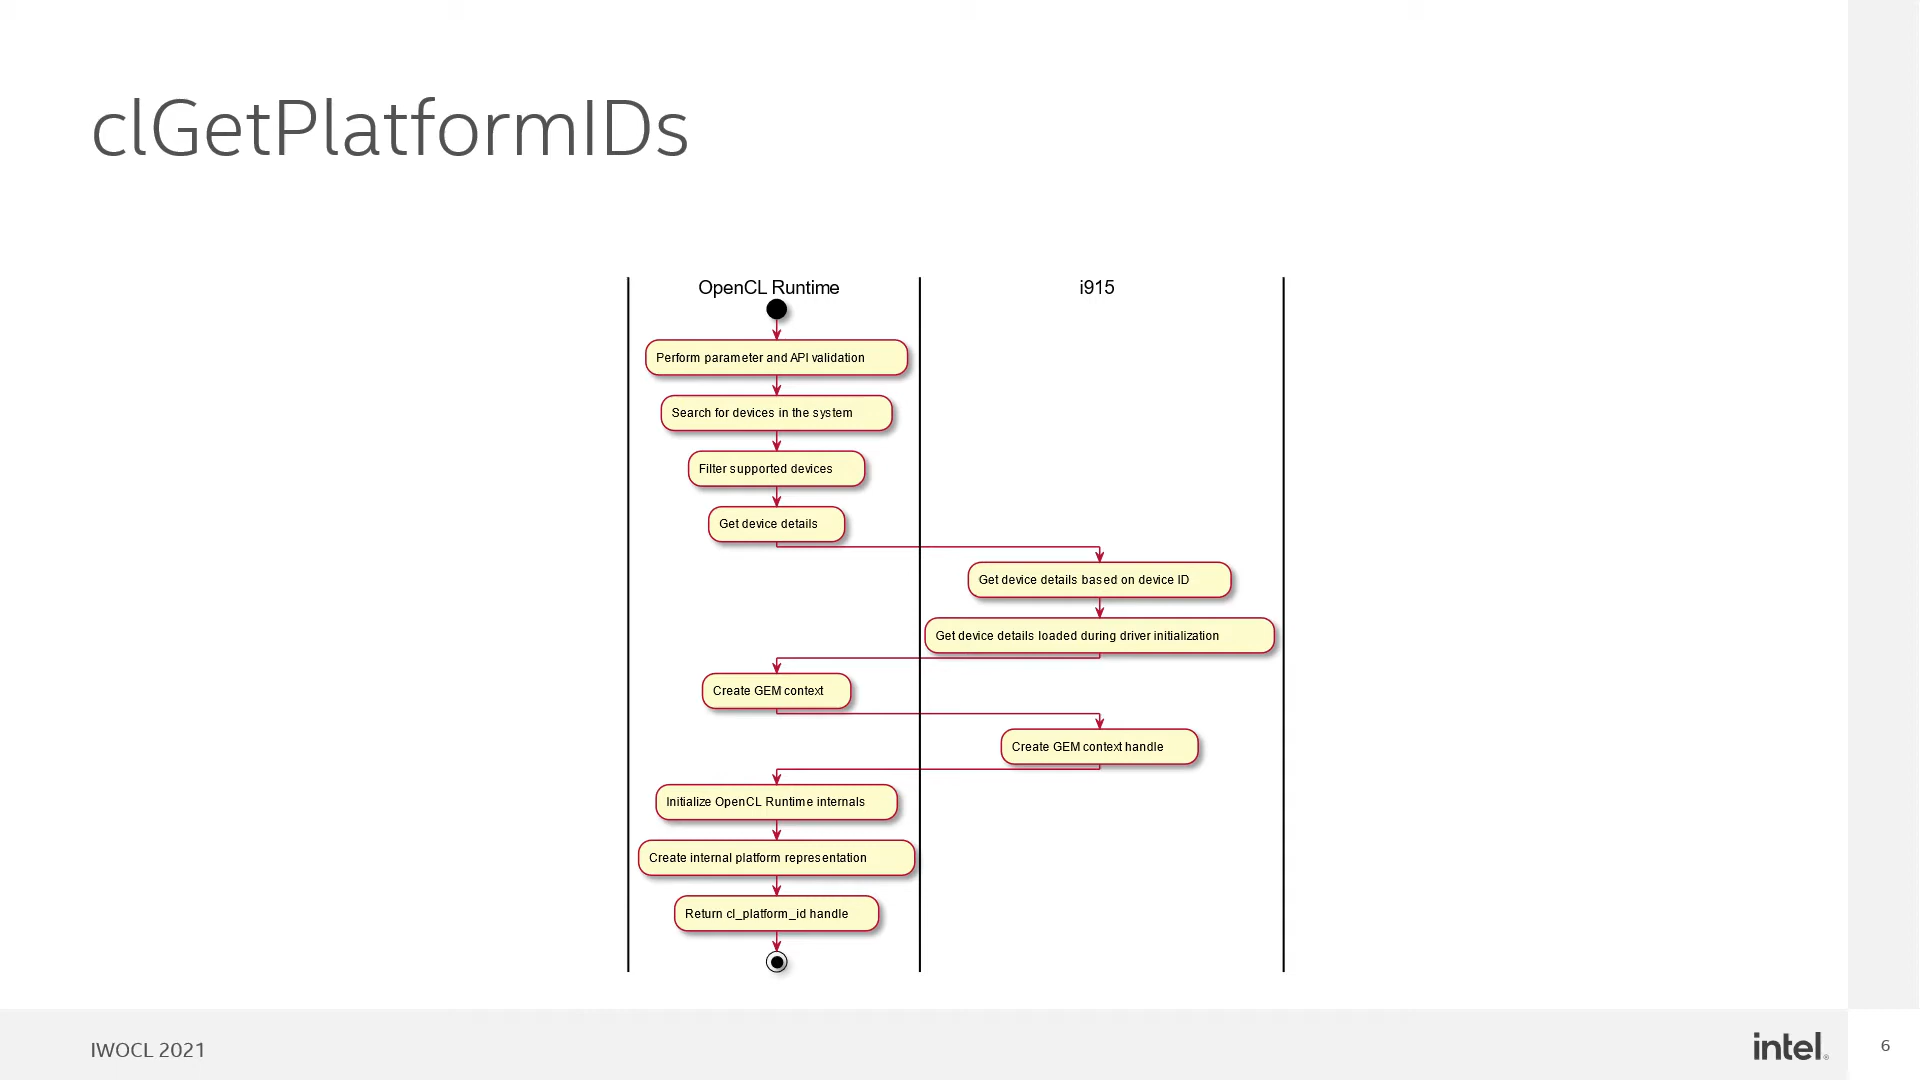 clGetPlatformIDs
OpenCL Runtime
i915
Perform parameter and API validation
Search for devices in the system
Filter supported devices
Get device details
Get device details based on device ID
Get device details loaded during driver initialization
Create GEM context
Create GEM context handle
Initialize OpenCL Runtime internals
Create internal platform representation
Return cl_platform_id handle
IWOCL 2021
intel®
6